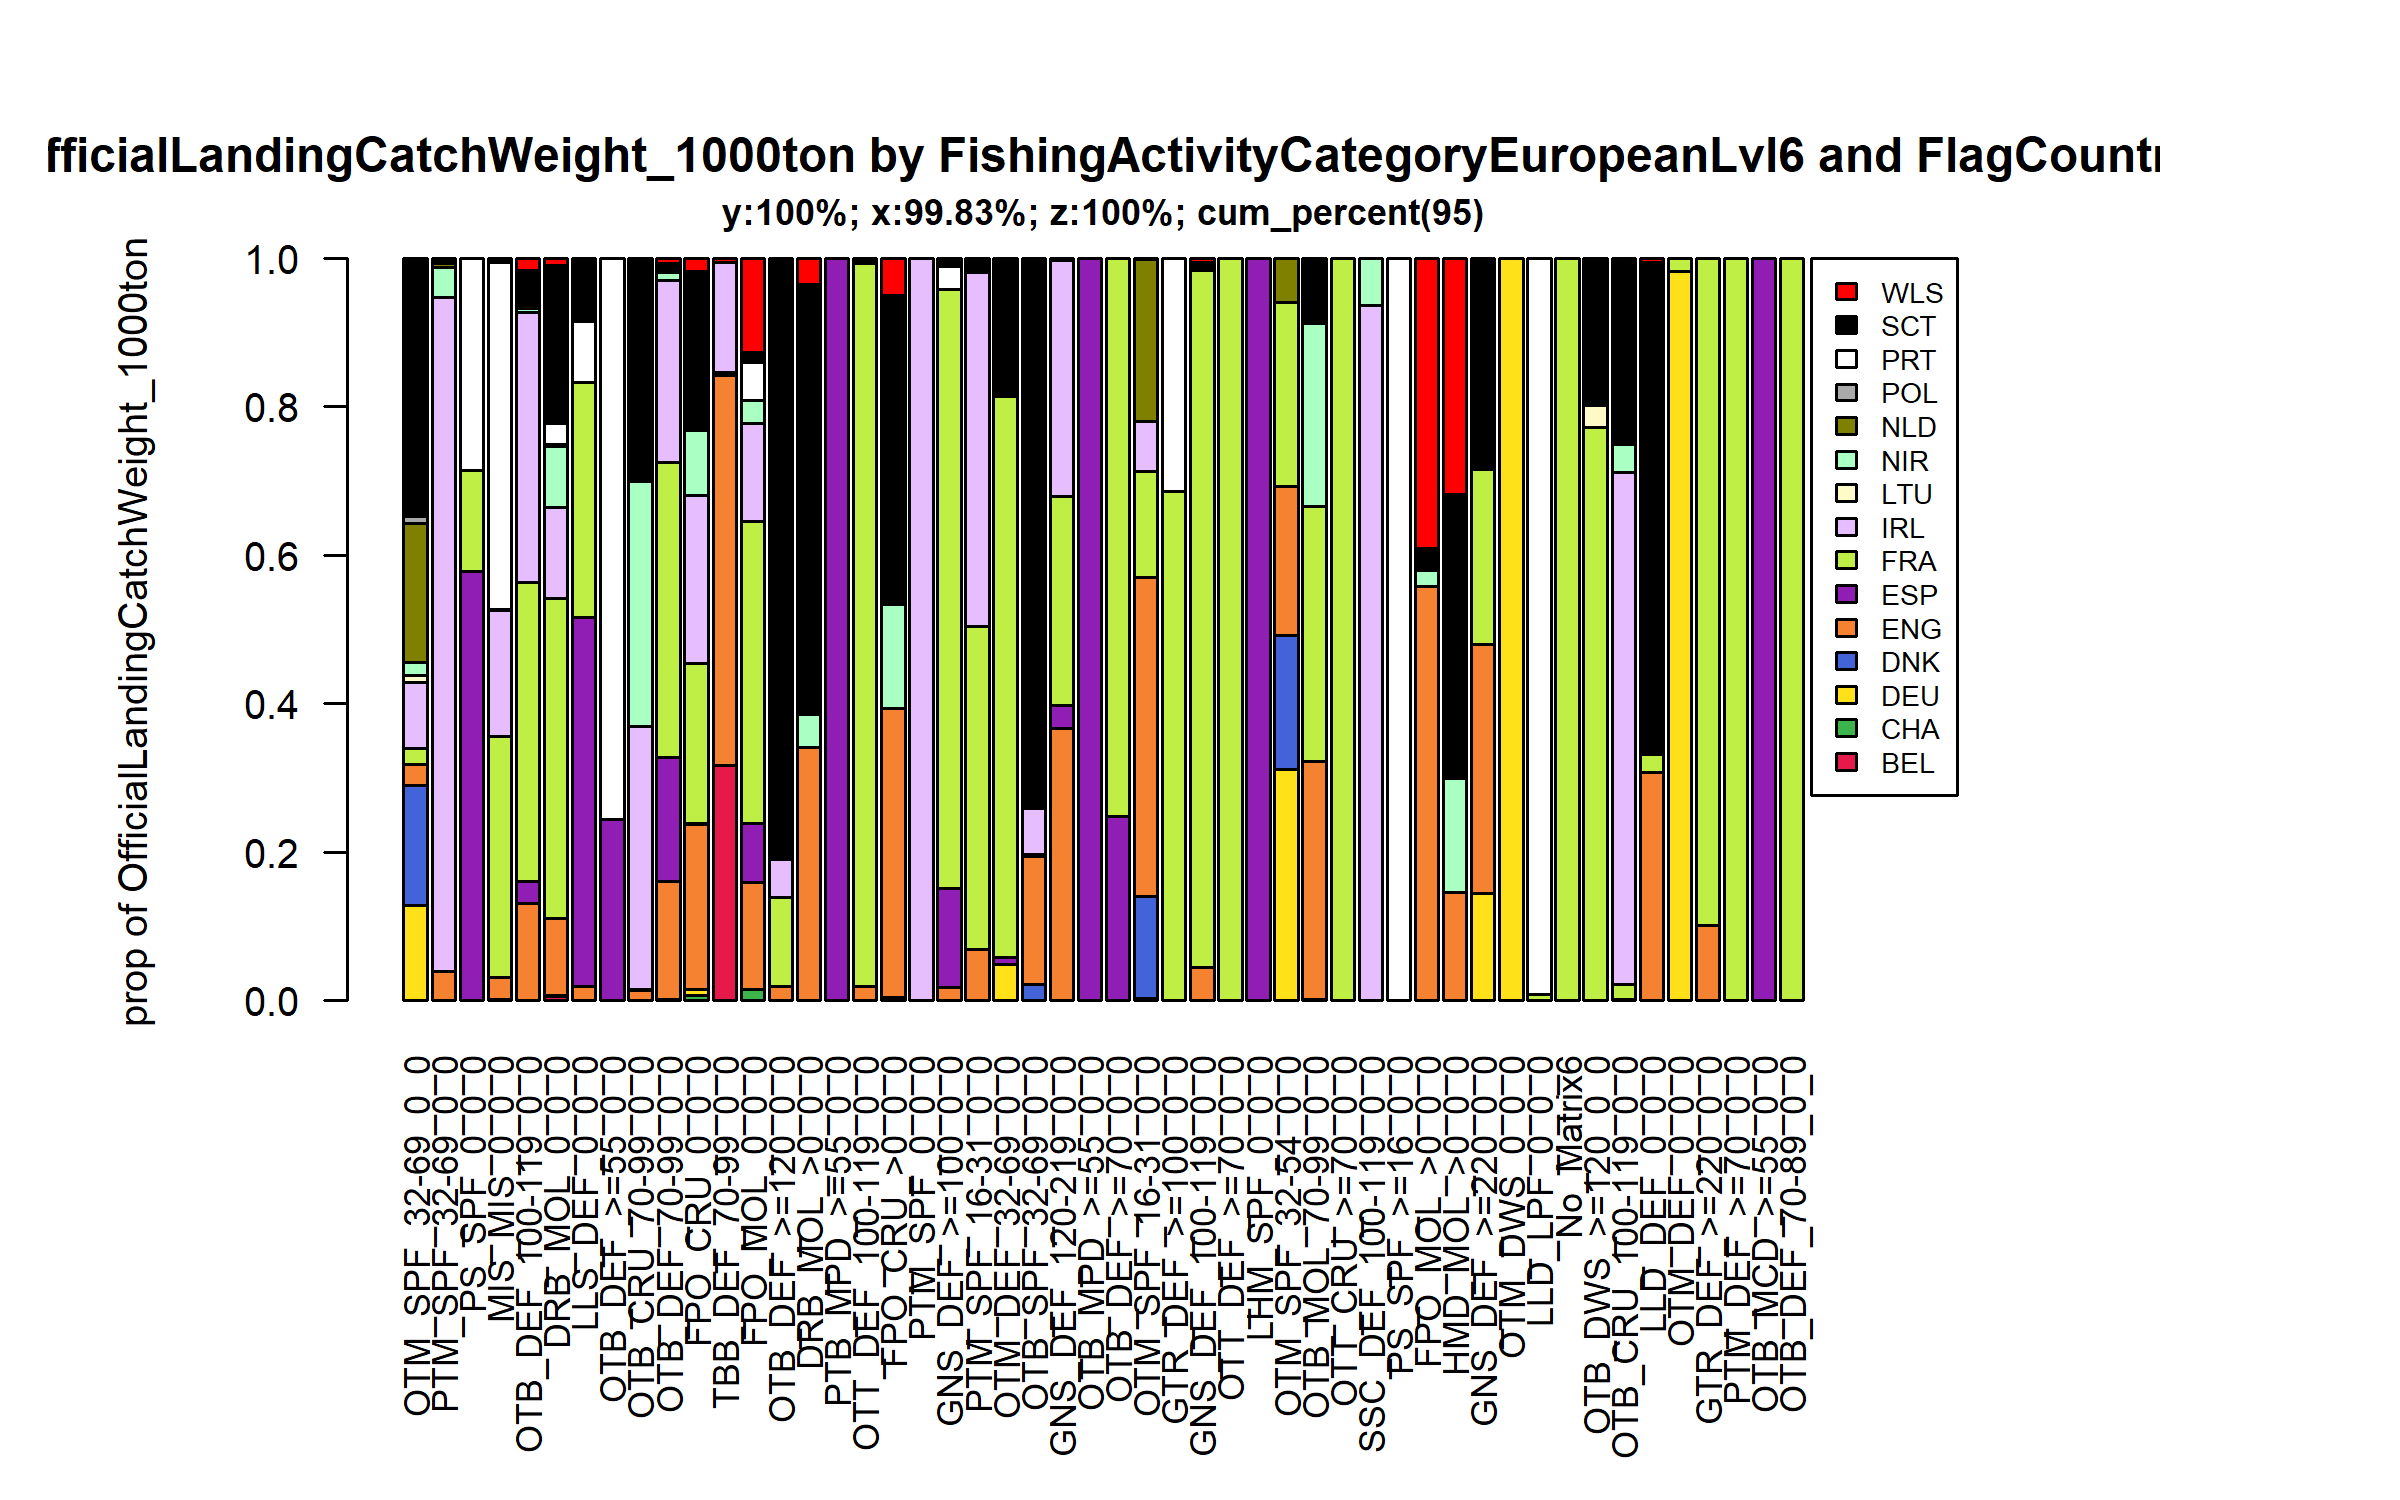 fficialLandingCatchWeight_1000ton by FishingActivityCategoryEuropeanLvl6 and FlagCountr
y:100%; x:99.83%; z:100%; cum_percent(95)
prop of OfficialLandingCatchWeight_1000ton
1.0
0.8
0.6
0.4
0.2
0.0
WLS
SCT
PRT
POL
NLD
NIR
LTU
IRL
FRA
ESP
ENG
DNK
DEU
CHA
BEL
OTM_SPF_32-69_0_0
PTM_SPF_32-69_0_0
PS_SPF_0_0_0
MIS_MIS_0_0_0
OTB_DEF_100-119_0_0
DRB_MOL_0_0_0
LLS_DEF_0_0_0
OTB_DEF_>=55_0_0
OTB_CRU_70-99_0_0
OTB_DEF_70-99_0_0
FPO_CRU_0_0_0
TBB_DEF_70-99_0_0
FPO_MOL_0_0_0
OTB_DEF_>=120_0_0
DRB_MOL_>0_0_0
PTB_MPD_>=55_0_0
OTT_DEF_100-119_0_0
FPO_CRU_>0_0_0
PTM_SPF_0_0_0
GNS_DEF_>=100_0_0
PTM_SPF_16-31_0_0
OTM_DEF_32-69_0_0
OTB_SPF_32-69_0_0
GNS_DEF_120-219_0_0
OTB_MPD_>=55_0_0
OTB_DEF_>=70_0_0
OTM_SPF_16-31_0_0
GTR_DEF_>=100_0_0
GNS_DEF_100-119_0_0
OTT_DEF_>=70_0_0
LHM_SPF_0_0_0
OTM_SPF_32-54_0_0
OTB_MOL_70-99_0_0
OTT_CRU_>=70_0_0
SSC_DEF_100-119_0_0
PS_SPF_>=16_0_0
FPO_MOL_>0_0_0
HMD_MOL_>0_0_0
GNS_DEF_>=220_0_0
OTM_DWS_0_0_0
LLD_LPF_0_0_0
No_Matrix6
OTB_DWS_>=120_0_0
OTB_CRU_100-119_0_0
LLD_DEF_0_0_0
OTM_DEF_0_0_0
GTR_DEF_>=220_0_0
PTM_DEF_>=70_0_0
OTB_MCD_>=55_0_0
OTB_DEF_70-89_0_0